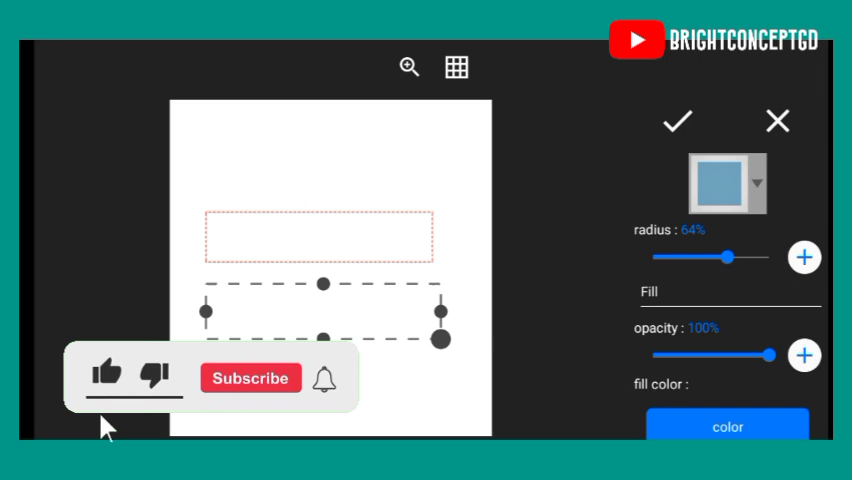 BRIGHTCONCEPTGD
radius : 64%
Fill
opacity : 100%
fill color :
color
Subscribe